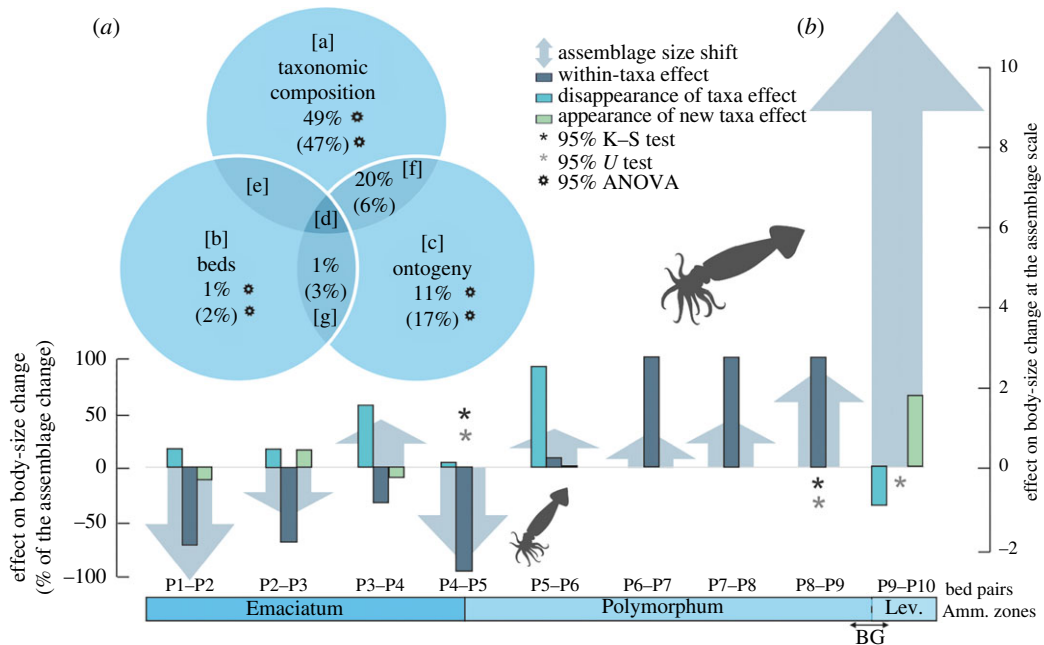 (a)
[a]
taxonomic
composition
49%
(47%)
[e]
20%
[f]
(6%)
[d]
[b]
beds
1%
(2%)
1%
(3%)
[g]
[c]
ontogeny
11%
(17%)
(b)
assemblage size shift
within-taxa effect
disappearance of taxa effect
appearance of new taxa effect
* 95% K–S test
* 95% U test
95% ANOVA
effect on body-size change
(% of the assemblage change)
100
50
0
−50
−100
*
*
*
*
*
10
8
6
4
2
0
−2
effect on body-size change at the assemblage scale
P1–P2 P2–P3 P3–P4 P4–P5 P5–P6 P6–P7 P7–P8 P8–P9 P9–P10 bed pairs
Emaciatum Polymorphum Lev. Amm. zones
BG